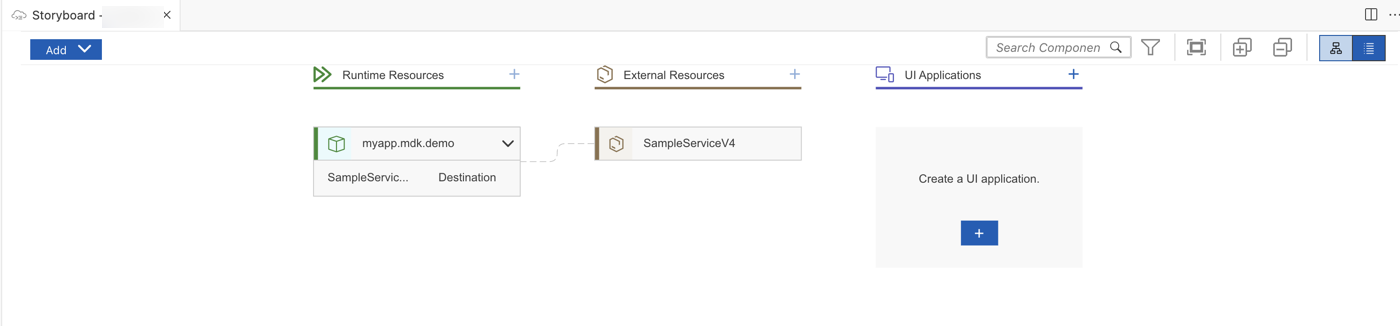 Storyboard -
Add
Search Componen
Runtime Resources
External Resources
UI Applications
myapp.mdk.demo
SampleServiceV4
SampleServic... Destination
Create a UI application.